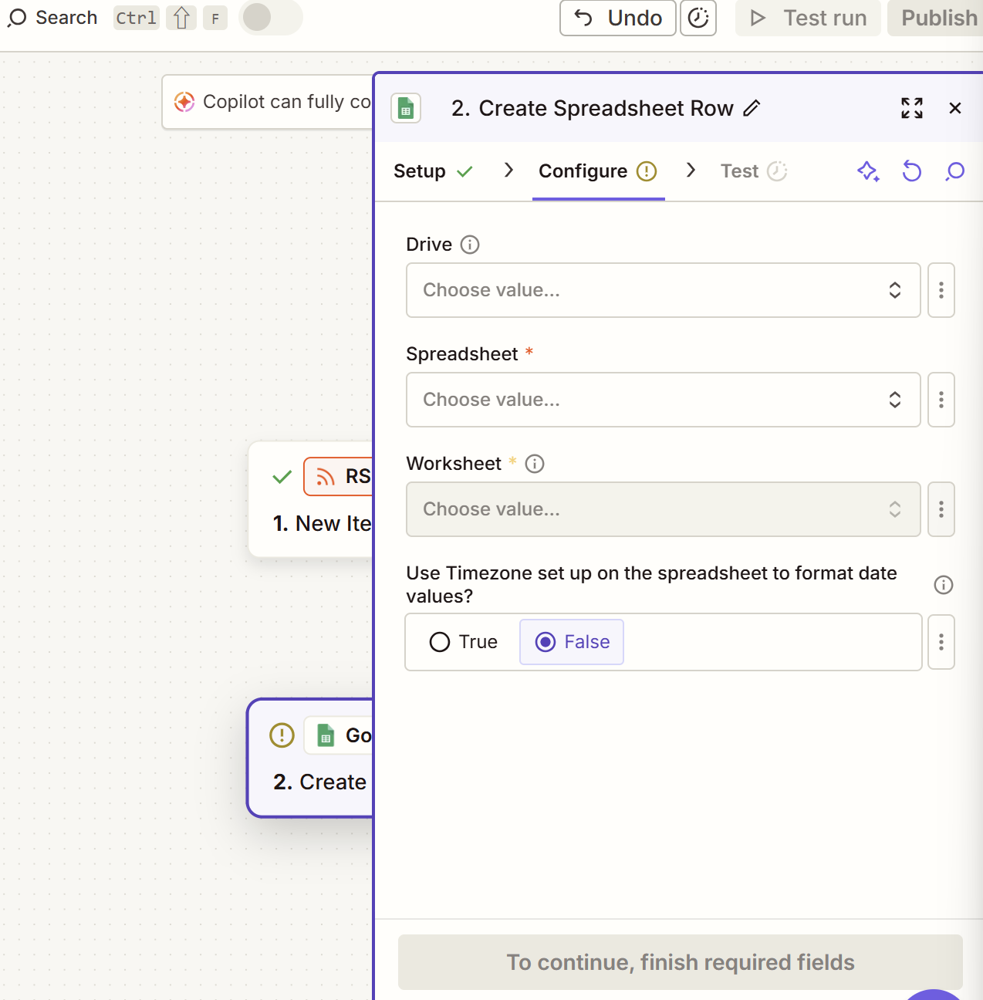 Search Ctrl F
Undo
Test run
Publish
Copilot can fully co
2. Create Spreadsheet Row
Setup
Configure
Test
Drive
Choose value...
Spreadsheet *
Choose value...
Worksheet *
Choose value...
Use Timezone set up on the spreadsheet to format date
values?
True
False
RS
1. New Ite
Go
2. Create
To continue, finish required fields